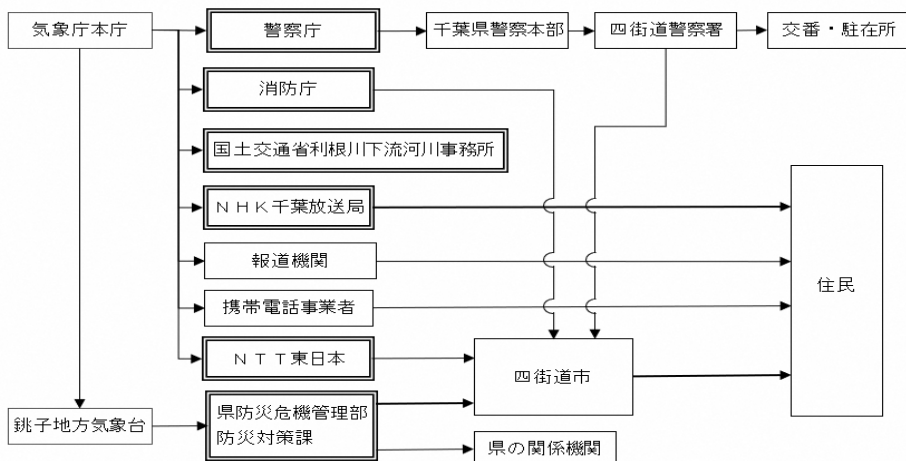 気象庁本庁
警察庁
千葉県警察本部
四街道警察署
交番・駐在所
消防庁
国土交通省利根川下流河川事務所
ＮＨＫ千葉放送局
報道機関
携帯電話事業者
住民
ＮＴＴ東日本
四街道市
銚子地方気象台
県防災危機管理部
防災対策課
県の関係機関